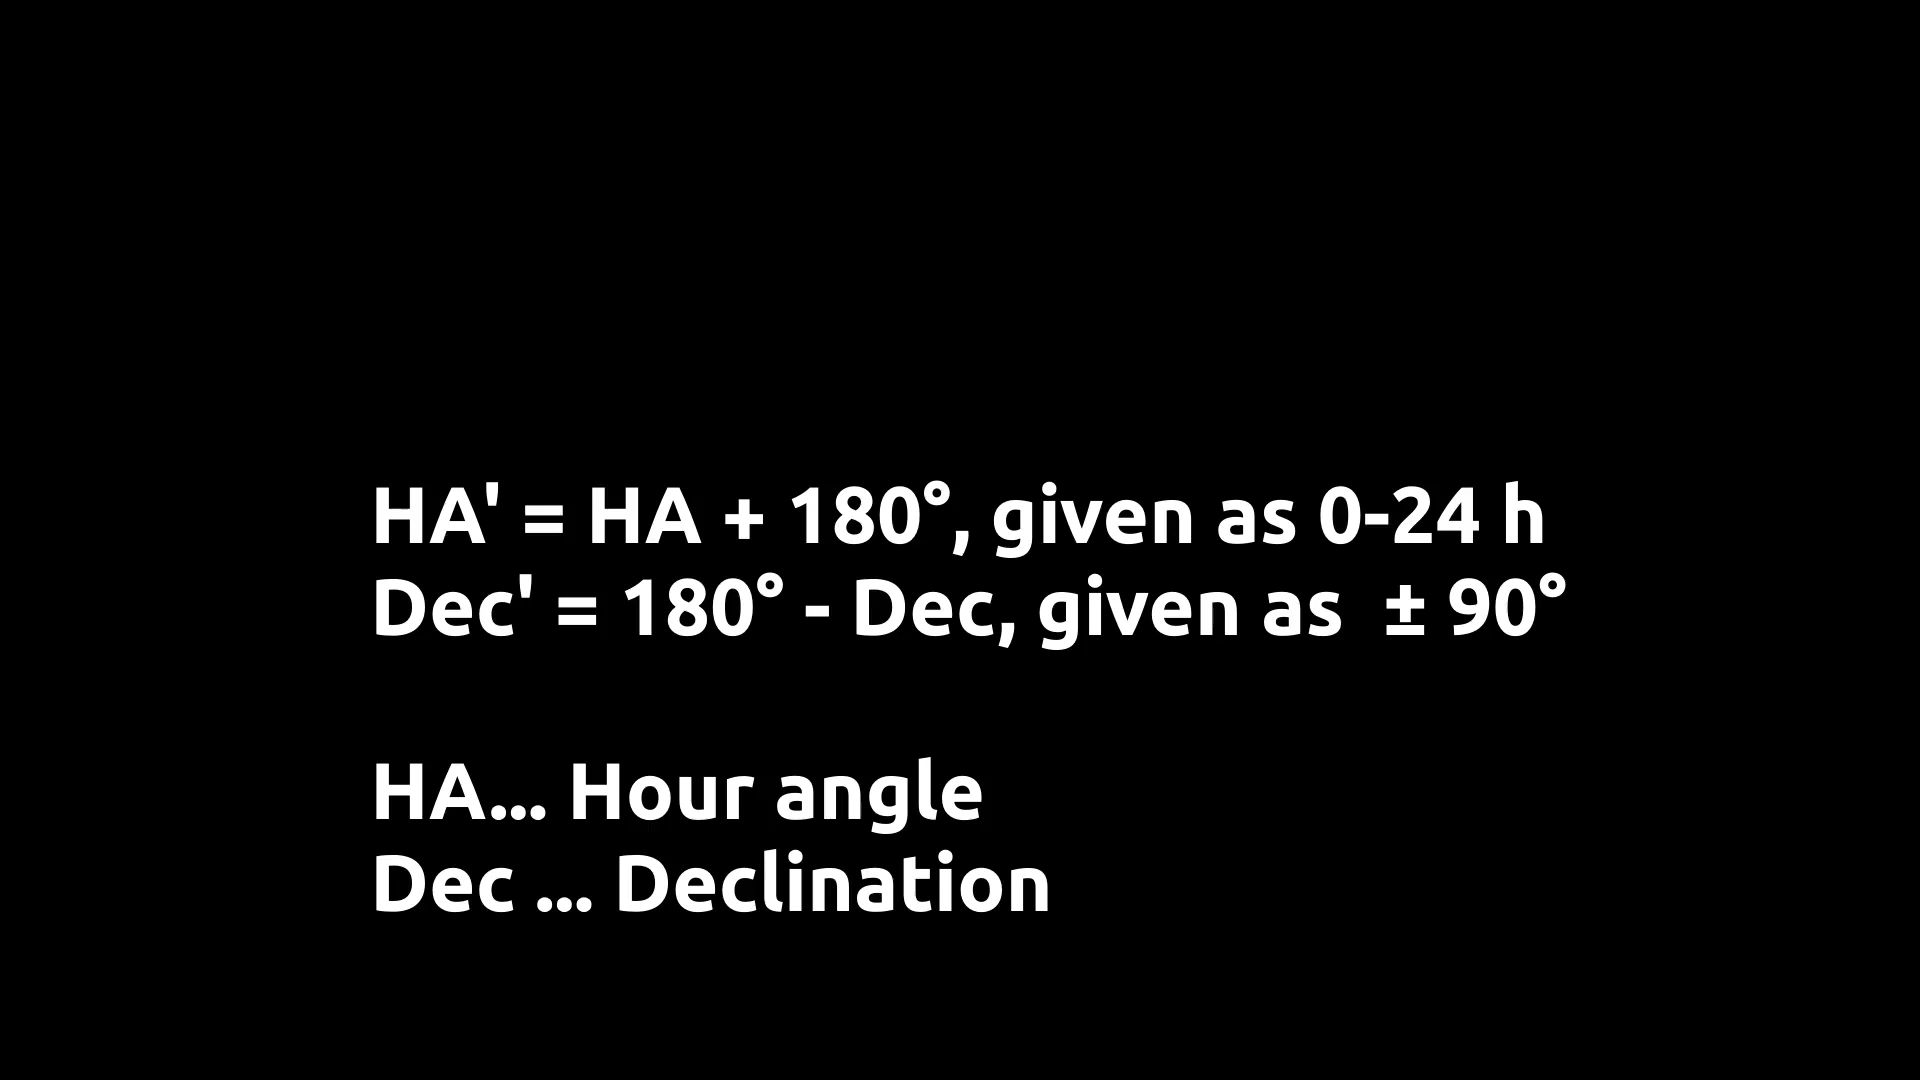 HA' = HA + 180°, given as 0-24 h
Dec' = 180° - Dec, given as  ± 90°
HA... Hour angle
Dec ... Declination